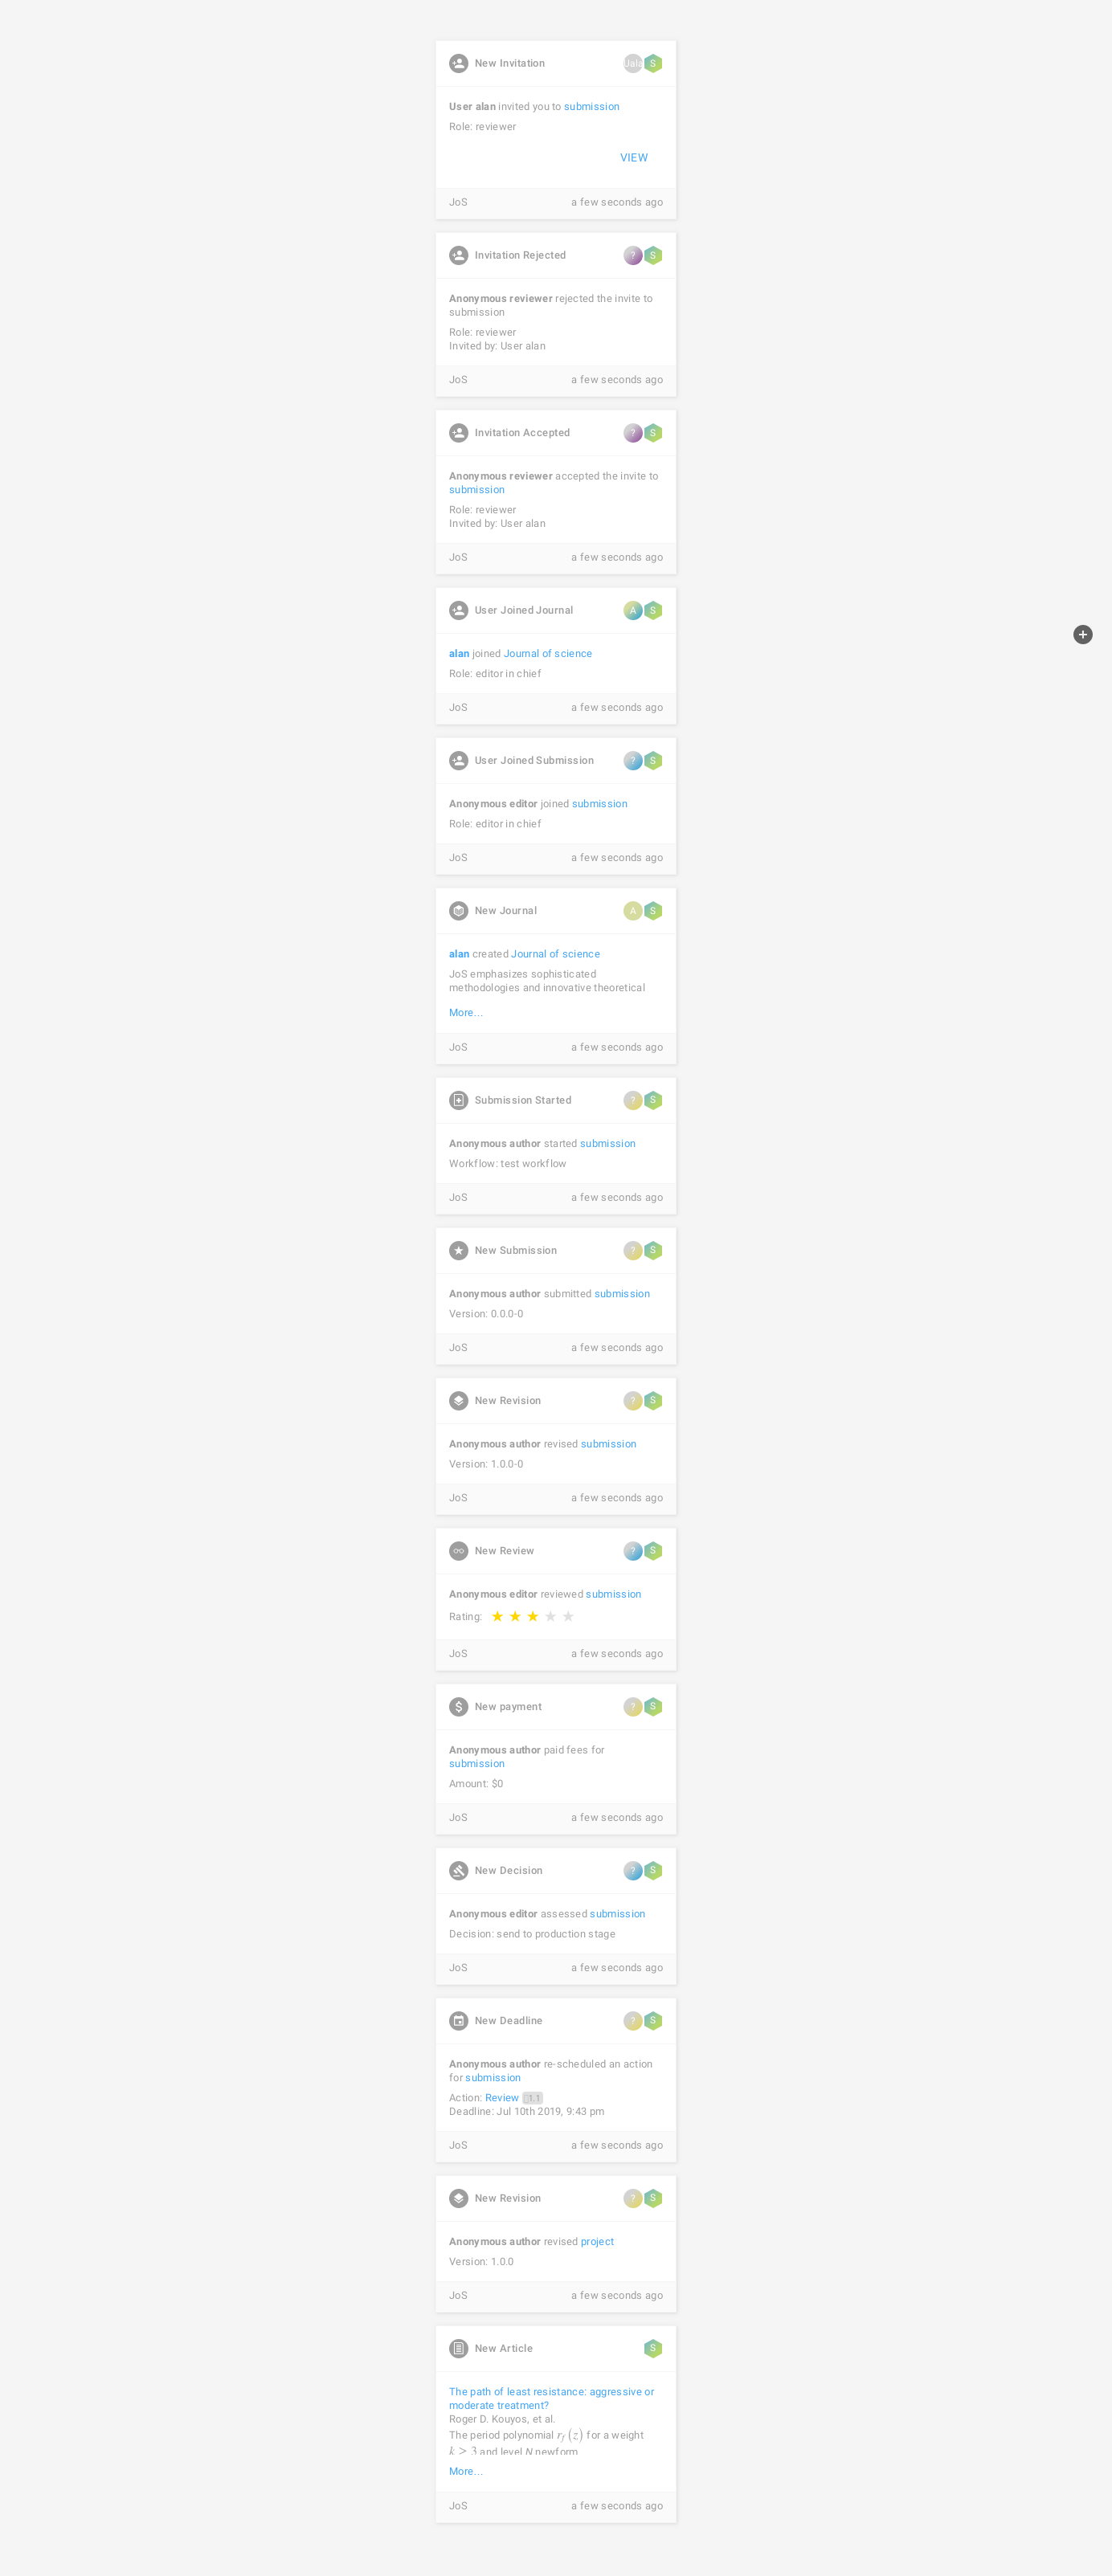 New Invitation S
User alan invited you to submission
Role: reviewer
VIEW
JoS a few seconds ago
Invitation Rejected ? S
Anonymous reviewer rejected the invite to
submission
Role: reviewer
Invited by: User alan
JoS a few seconds ago
Invitation Accepted ? S
Anonymous reviewer accepted the invite to
submission
Role: reviewer
Invited by: User alan
JoS a few seconds ago
User Joined Journal A S
alan joined Journal of science
Role: editor in chief
JoS a few seconds ago
User Joined Submission ? S
Anonymous editor joined submission
Role: editor in chief
JoS a few seconds ago
New Journal A S
alan created Journal of science
JoS emphasizes sophisticated
methodologies and innovative theoretical
More...
JoS a few seconds ago
Submission Started ? S
Anonymous author started submission
Workflow: test workflow
JoS a few seconds ago
New Submission ? S
Anonymous author submitted submission
Version: 0.0.0-0
JoS a few seconds ago
New Revision ? S
Anonymous author revised submission
Version: 1.0.0-0
JoS a few seconds ago
New Review ? S
Anonymous editor reviewed submission
Rating: ★ ★ ★ ★ ★
JoS a few seconds ago
New payment ? S
Anonymous author paid fees for
submission
Amount: $0
JoS a few seconds ago
New Decision ? S
Anonymous editor assessed submission
Decision: send to production stage
JoS a few seconds ago
New Deadline ? S
Anonymous author re-scheduled an action
for submission
Action: Review 1.1
Deadline: Jul 10th 2019, 9:43 pm
JoS a few seconds ago
New Revision ? S
Anonymous author revised project
Version: 1.0.0
JoS a few seconds ago
New Article S
The path of least resistance: aggressive or
moderate treatment?
Roger D. Kouyos, et al.
The period polynomial r_f (z) for a weight
k ≥ 3 and level N newform
More...
JoS a few seconds ago